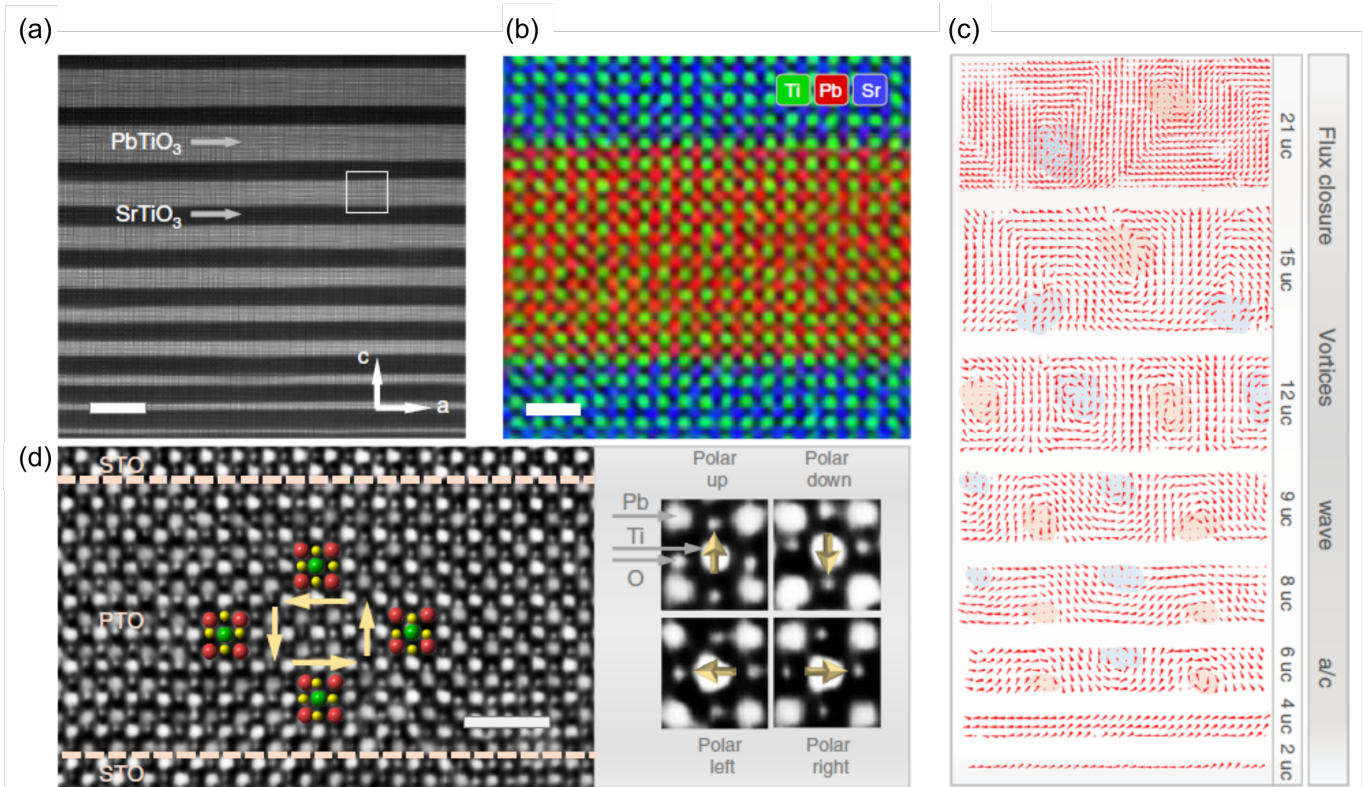 (a)
PbTiO3
SrTiO3
c
a
(b)
Ti Pb Sr
(c)
21 uc
15 uc
12 uc
9 uc
8 uc
6 uc
4 uc
2 uc
Flux closure
Vortices
wave
a/c
(d)
STO
PTO
STO
Pb
Ti
O
Polar
up
Polar
down
Polar
left
Polar
right